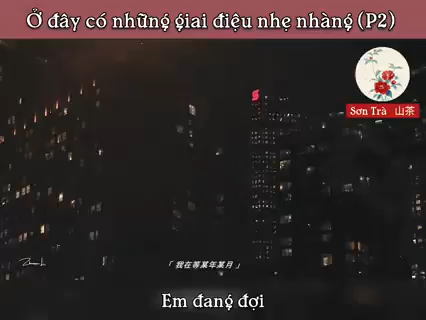 Ở đây có những giai điệu nhẹ nhàng (P2)
Sơn Trà 山茶
「 我在等某年某月 」
Em đang đợi